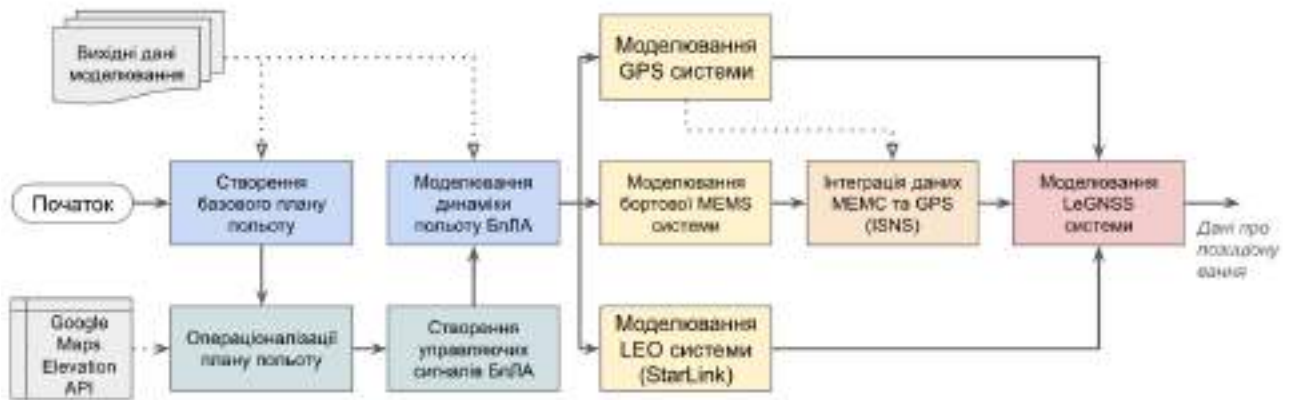 Вихідні дані
моделювання
Моделювання
GPS системи
Початок
Створення
базового плану
польоту
Моделювання
динаміки
польоту БпЛА
Моделювання
бортової MEMS
системи
Інтеграція даних
МЕМС та GPS
(ISNS)
Моделювання
LeGNSS
системи
Дані про
позиціону
вання
Google
Maps
Elevation
API
Операціоналізації
плану польоту
Створення
управляючих
сигналів БпЛА
Моделювання
LEO системи
(StarLink)